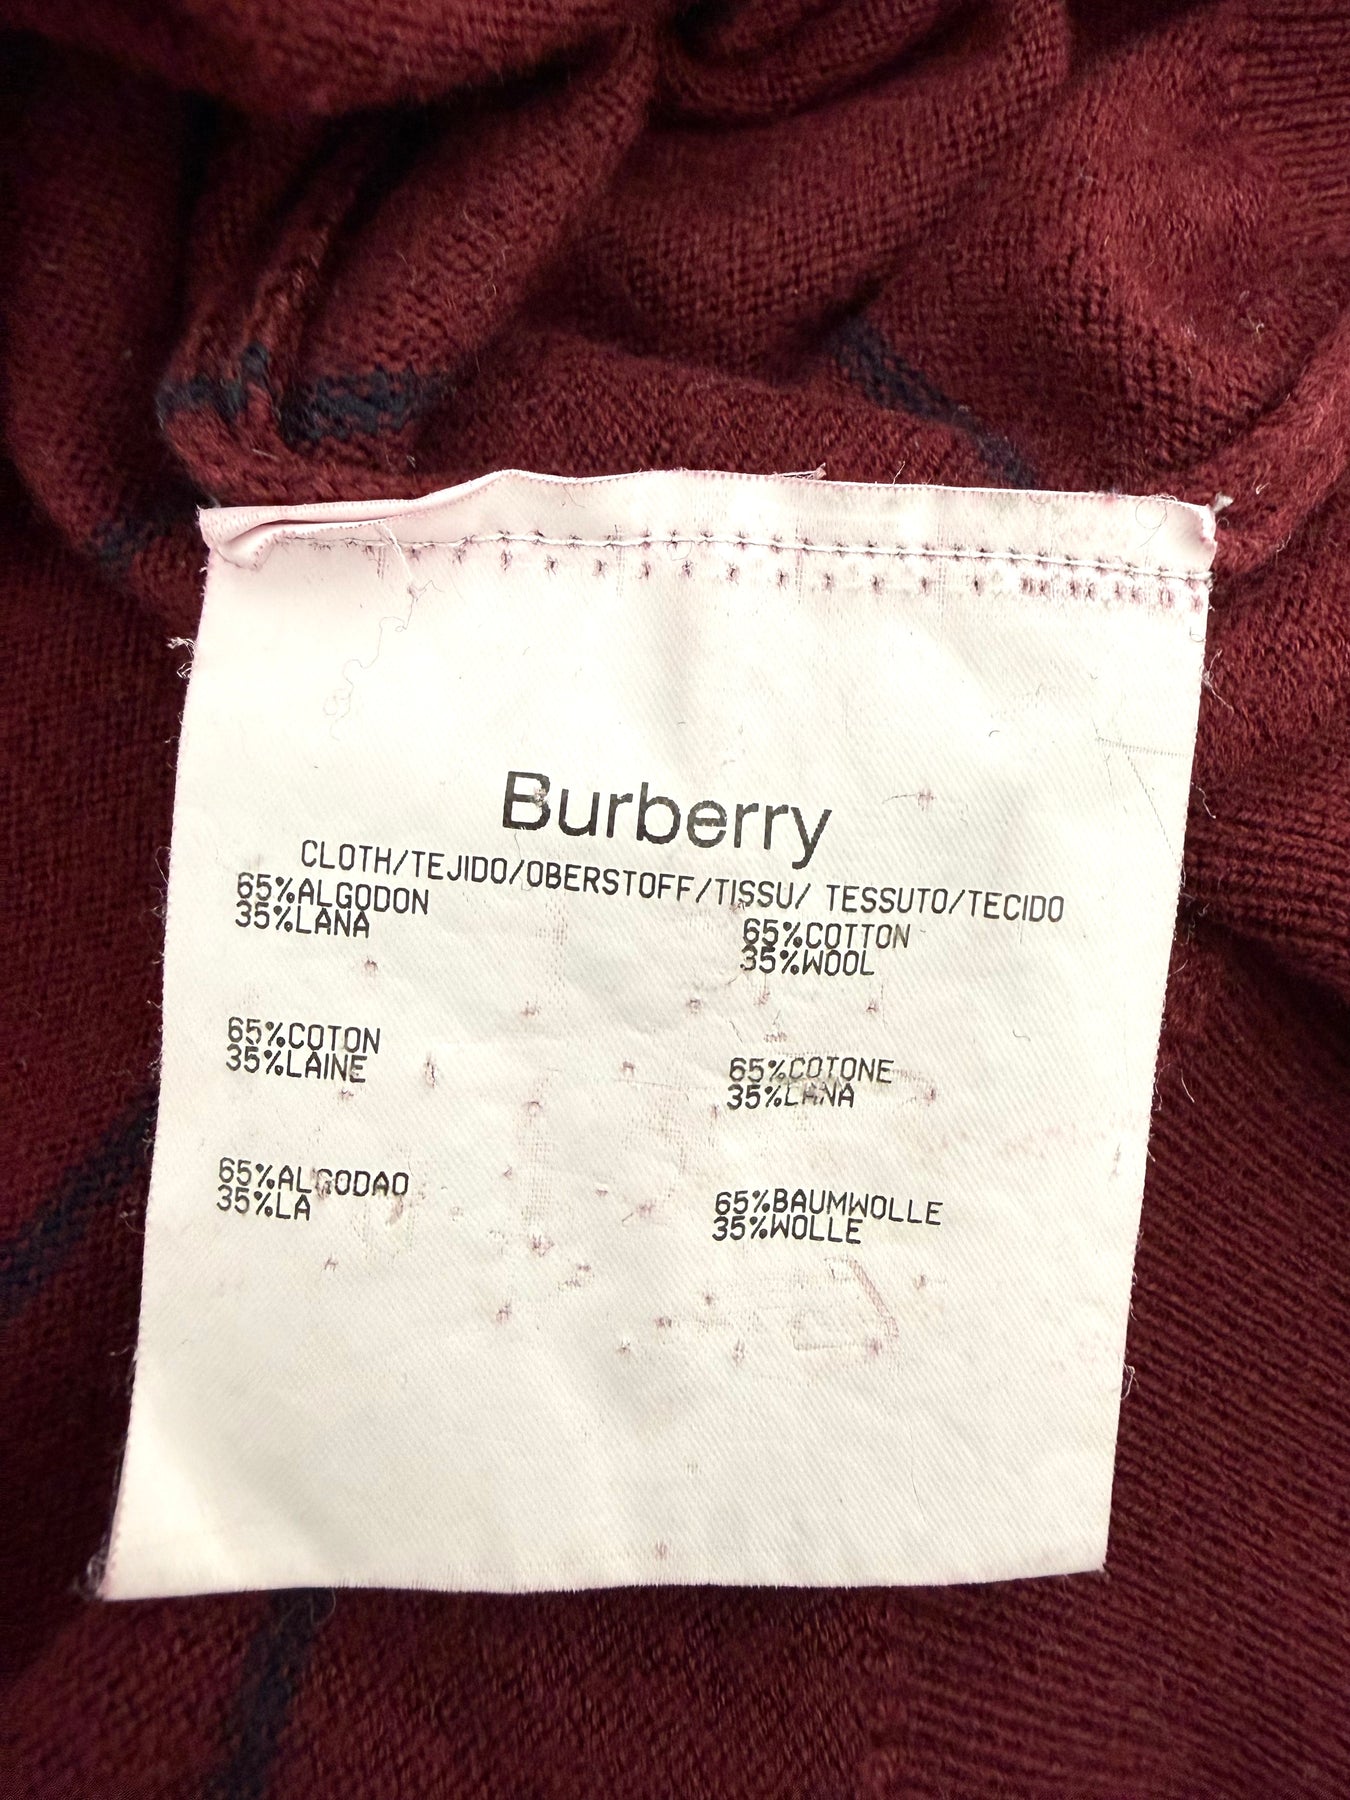 Burberry
CLOTH/TEJIDO/OBERSTOFF/TISSU/ TESSUTO/TECIDO
65%ALGODON
35%LANA
65%COTTON
35%WOOL
65%COTON
35%LAINE
65%COTONE
35%LANA
65%ALGODAO
35%LA
65%BAUMWOLLE
35%WOLLE